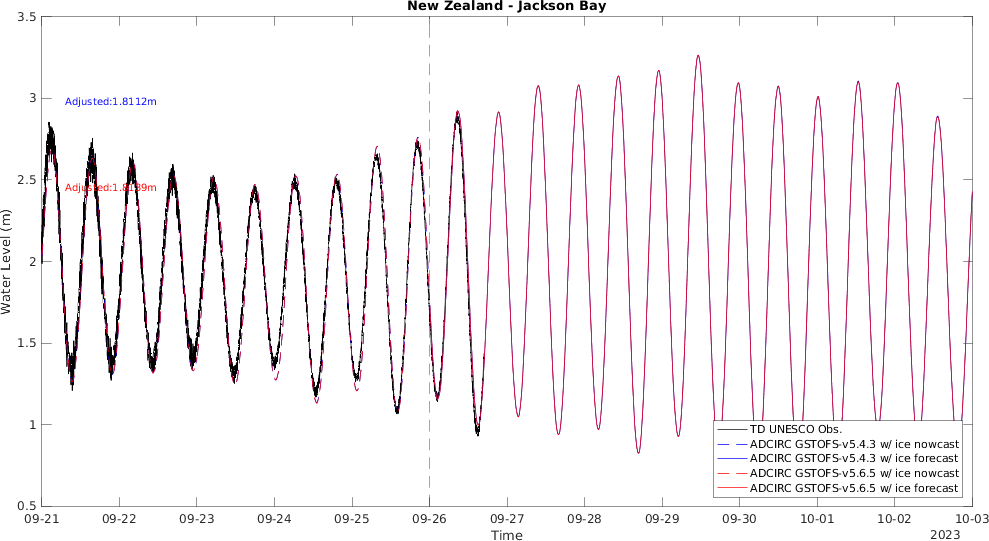 New Zealand - Jackson Bay
3.5
3
2.5
2
1.5
1
0.5
Water Level (m)
Adjusted:1.8112m
Adjusted:1.8189m
TD UNESCO Obs.
ADCIRC GSTOFS-v5.4.3 w/ ice nowcast
ADCIRC GSTOFS-v5.4.3 w/ ice forecast
ADCIRC GSTOFS-v5.6.5 w/ ice nowcast
ADCIRC GSTOFS-v5.6.5 w/ ice forecast
09-21 09-22 09-23 09-24 09-25 09-26 09-27 09-28 09-29 09-30 10-01 10-02 10-03
Time
2023